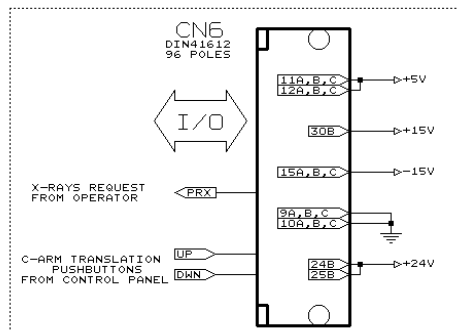 CN6
DIN41612
96 POLES
I/O
11A,B,C
12A,B,C
+5V
30B
+15V
15A,B,C
-15V
X-RAYS REQUEST
FROM OPERATOR
PRX
9A,B,C
10A,B,C
C-ARM TRANSLATION
PUSHBUTTONS
FROM CONTROL PANEL
UP
DWN
24B
25B
+24V